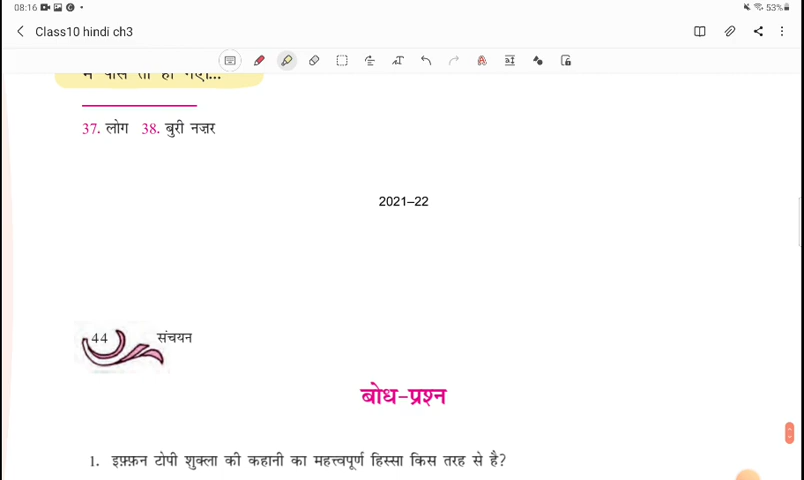 08:16 53%
Class10 hindi ch3
में पास तो हो गए...
37. लोग 38. बुरी नज़र
2021–22
44 संचयन
बोध-प्रश्न
1. इफ़्फ़न टोपी शुक्ला की कहानी का महत्त्वपूर्ण हिस्सा किस तरह से है?